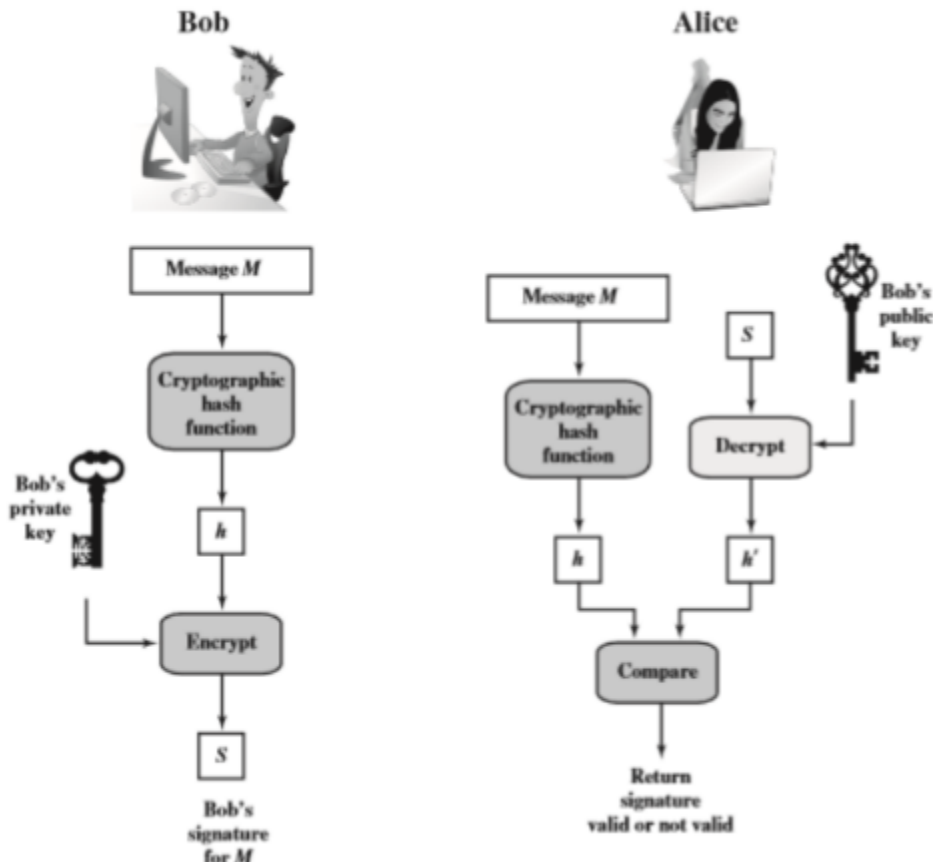 Bob
Message M
Cryptographic
hash
function
Bob's
private
key
h
Encrypt
S
Bob's
signature
for M
Alice
Message M
Bob's
public
key
S
Cryptographic
hash
function
Decrypt
h
h'
Compare
Return
signature
valid or not valid